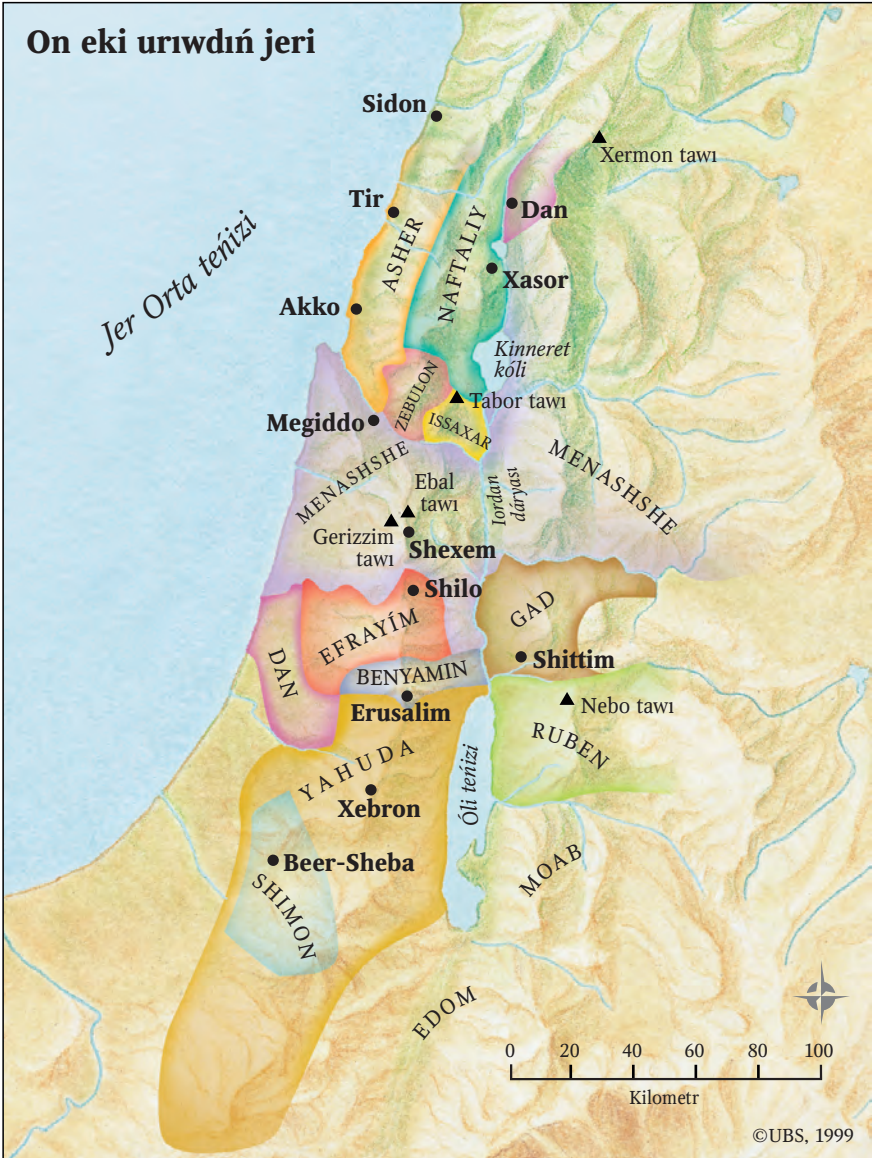 On eki urıwdıń jeri
Sidon
Xermon tawı
Tir
Dan
ASHER
NAFTALIY
Xasor
Jer Orta teńizi
Akko
Kinneret
kóli
ZEBULON
Tabor tawı
Megiddo
ISSAXAR
MENASHSHE
MENASHSHE
Ebal
tawı
Iordan
dáryası
Gerizzim
tawı
Shexem
Shilo
GAD
EFRAYÍM
DAN
Shittim
BENYAMIN
Erusalim
Nebo tawı
RUBEN
YAHUDA
Óli teńizi
Xebron
Beer-Sheba
MOAB
SHIMON
EDOM
0 20 40 60 80 100
Kilometr
©UBS, 1999